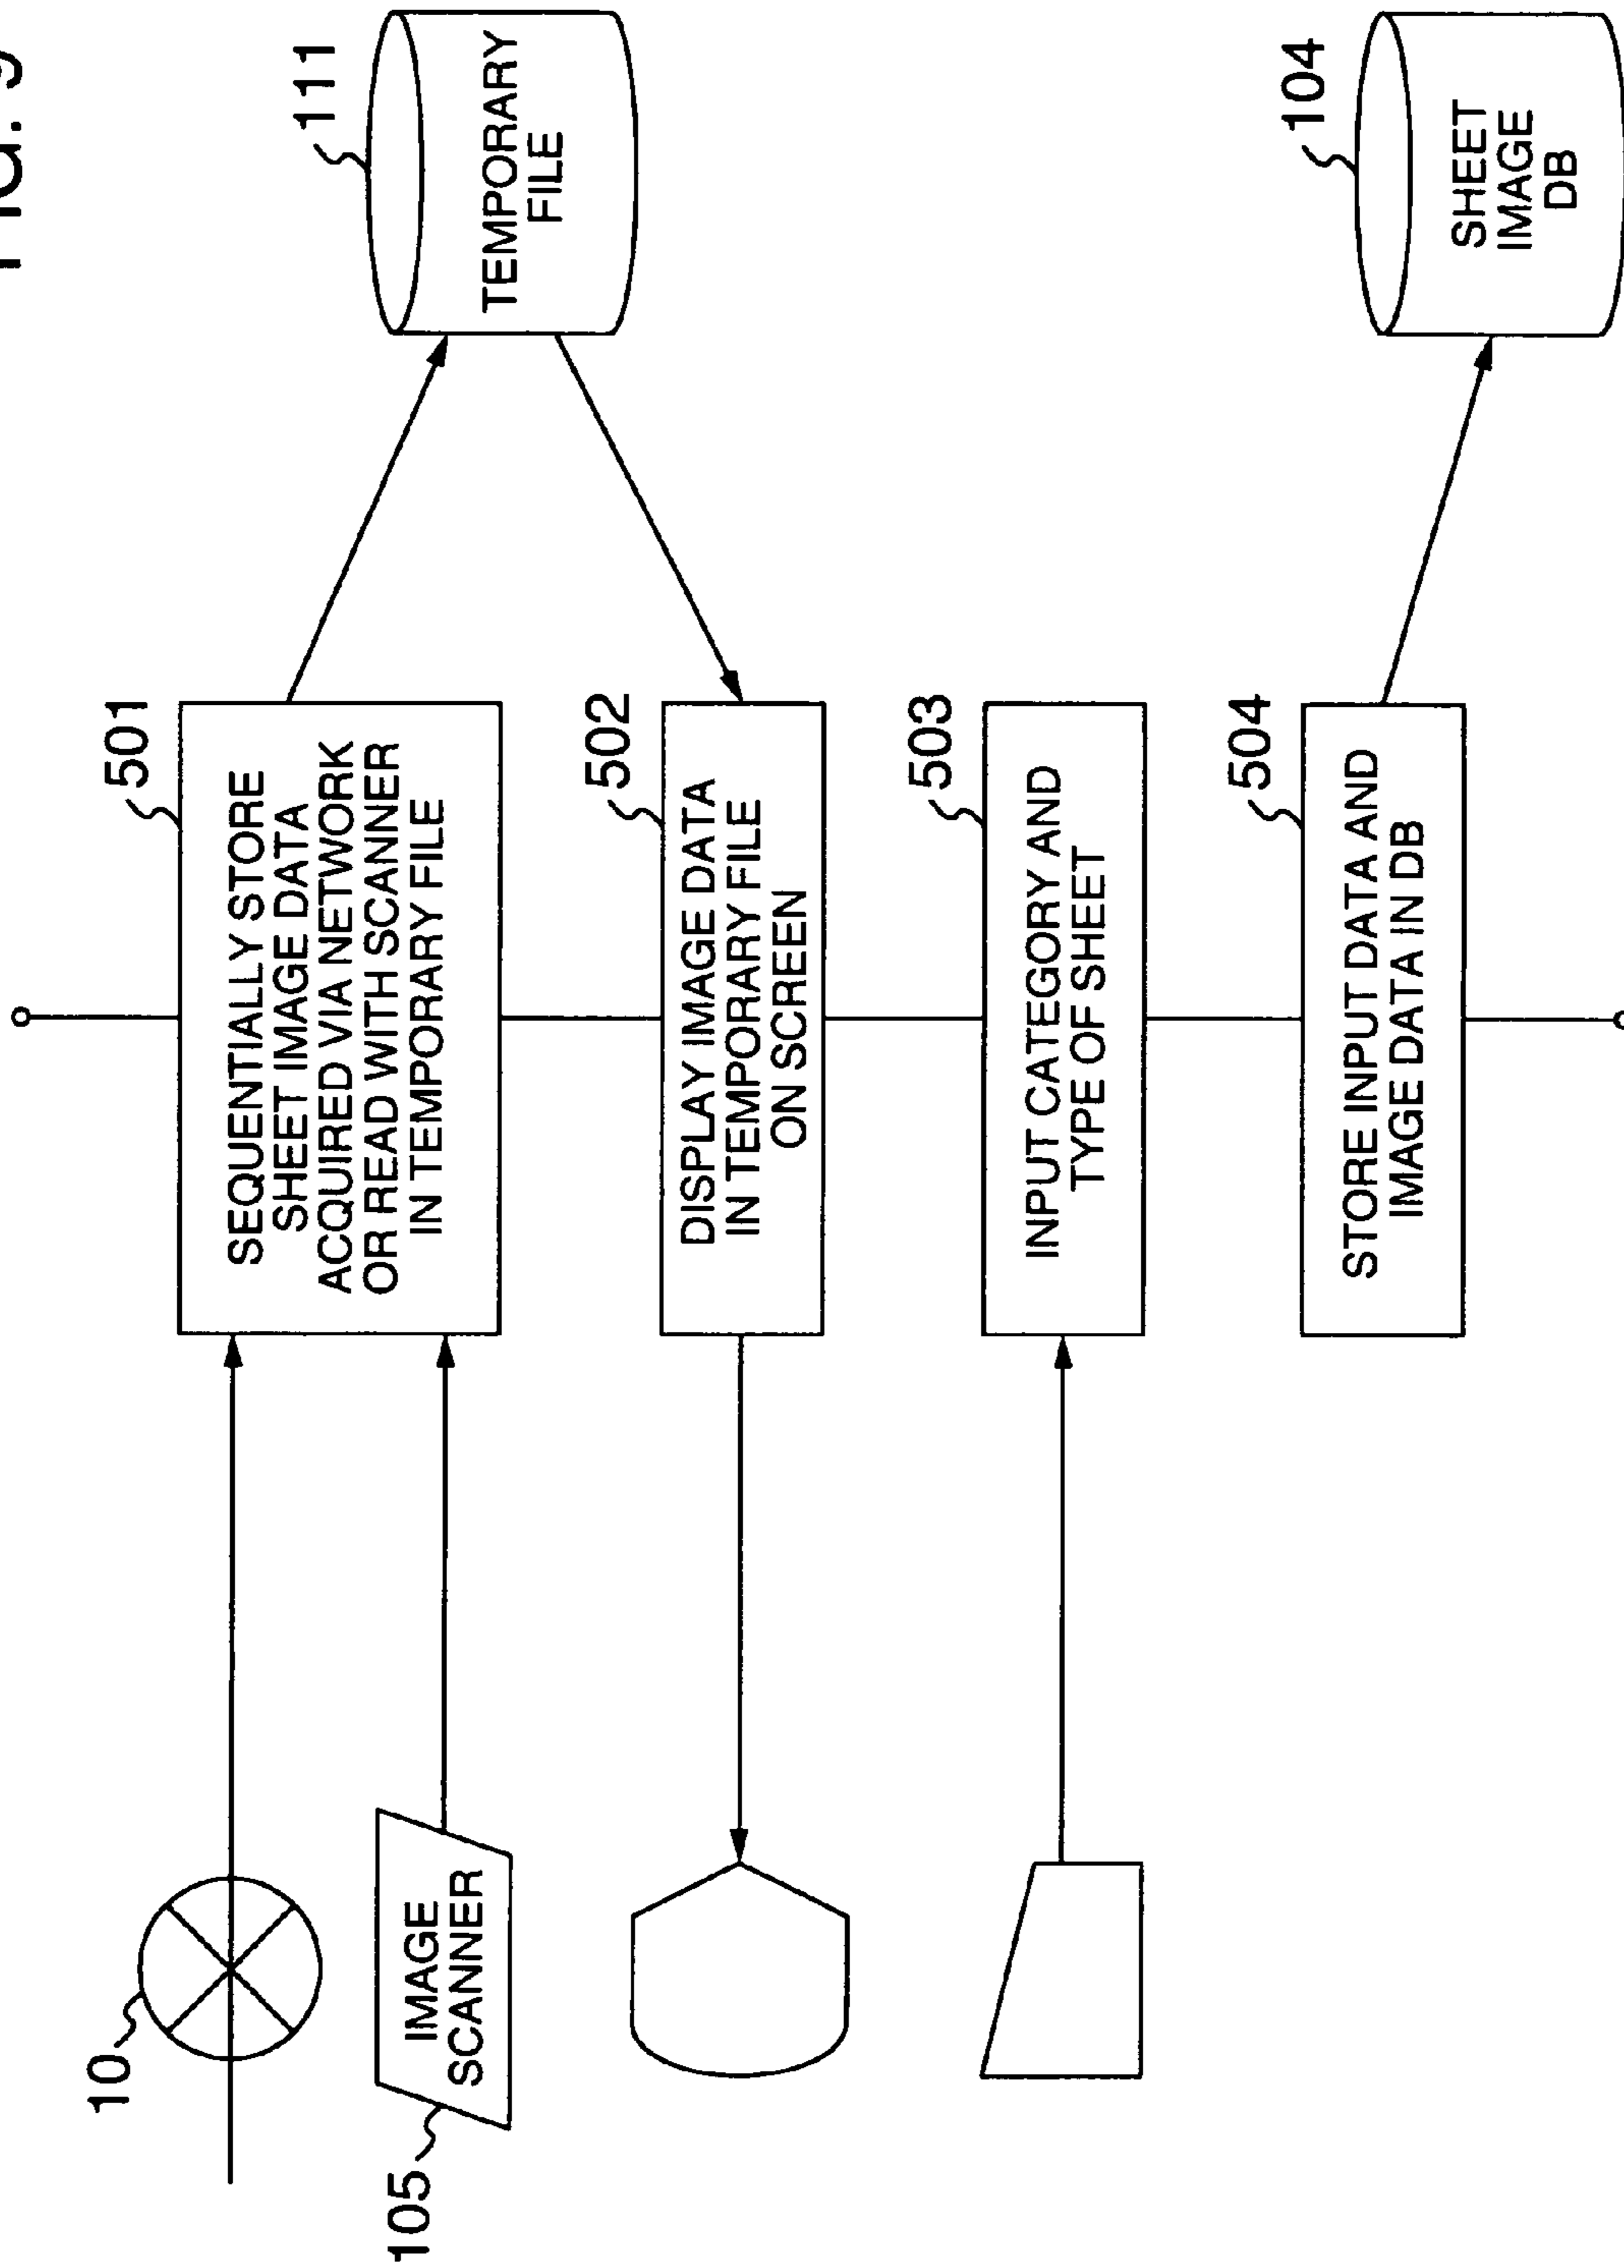 FIG.
10
501
111
SEQUENTIALLY STORE
SHEET IMAGE DATA
ACQUIRED VIA NETWORK
OR READ WITH SCANNER
IN TEMPORARY FILE
105
IMAGE
SCANNER
TEMPORARY
FILE
502
DISPLAY IMAGE DATA
IN TEMPORARY FILE
ON SCREEN
503
INPUT CATEGORY AND
TYPE OF SHEET
504
STORE INPUT DATA AND
IMAGE DATA IN DB
104
SHEET
IMAGE
DB